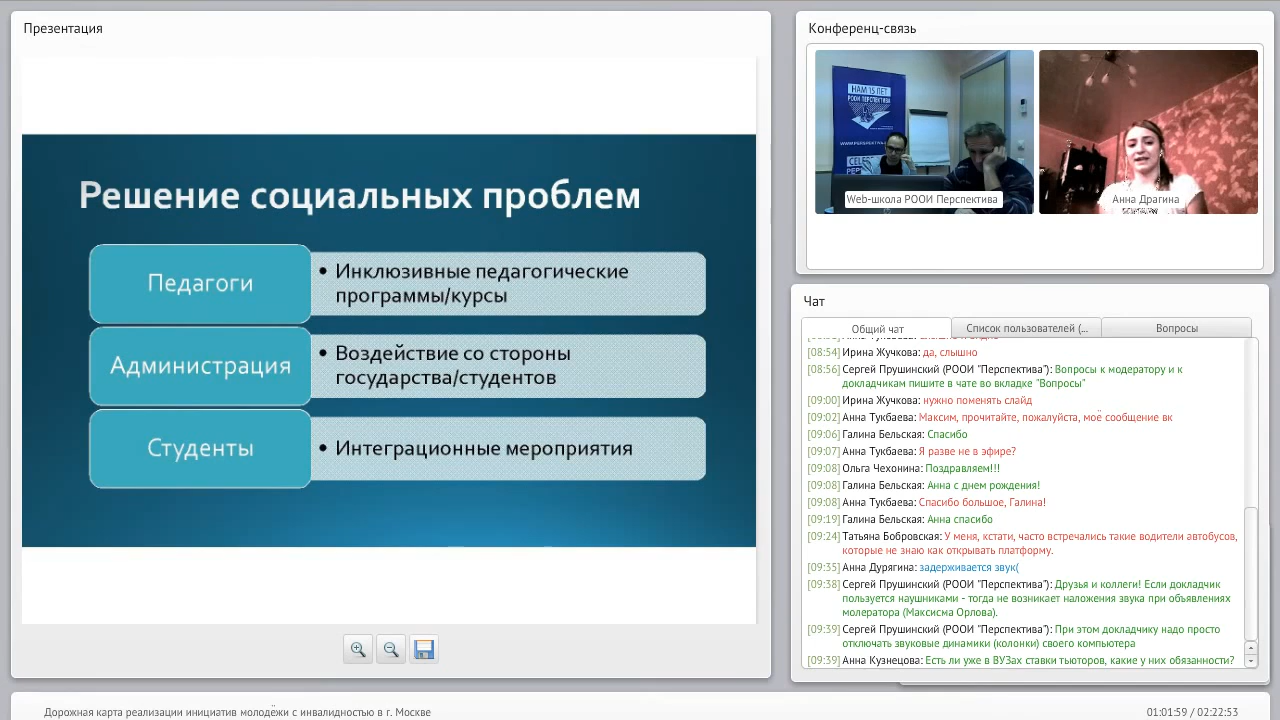 Презентация
Решение социальных проблем
Педагоги
• Инклюзивные педагогические
программы/курсы
Администрация
• Воздействие со стороны
государства/студентов
Студенты
• Интеграционные мероприятия
Конференц-связь
НАМ 15 ЛЕТ
РООИ ПЕРСПЕКТИВА
Web-школа РООИ Перспектива
Анна Драгина
Чат
Общий чат
Список пользователей (...
Вопросы
[08:54] Ирина Жучкова: да, слышно
[08:56] Сергей Прушинский (РООИ "Перспектива"): Вопросы к модератору и к
докладчикам пишите в чате во вкладке "Вопросы"
[09:00] Ирина Жучкова: нужно поменять слайд
[09:02] Анна Тукбаева: Максим, прочитайте, пожалуйста, моё сообщение вк
[09:06] Галина Бельская: Спасибо
[09:07] Анна Тукбаева: Я разве не в эфире?
[09:08] Ольга Чехонина: Поздравляем!!!
[09:08] Галина Бельская: Анна с днем рождения!
[09:08] Анна Тукбаева: Спасибо большое, Галина!
[09:19] Галина Бельская: Анна спасибо
[09:24] Татьяна Бобровская: У меня, кстати, часто встречались такие водители автобусов,
которые не знаю как открывать платформу.
[09:35] Анна Дурягина: задерживается звук(
[09:38] Сергей Прушинский (РООИ "Перспектива"): Друзья и коллеги! Если докладчик
пользуется наушниками - тогда не возникает наложения звука при объявлениях
молератора (Максисма Орлова).
[09:39] Сергей Прушинский (РООИ "Перспектива"): При этом докладчику надо просто
отключать звуковые динамики (колонки) своего компьютера
[09:39] Анна Кузнецова: Есть ли уже в ВУЗах ставки тьюторов, какие у них обязанности?
Дорожная карта реализации инициатив молодёжи с инвалидностью в г. Москве
01:01:59 / 02:22:53